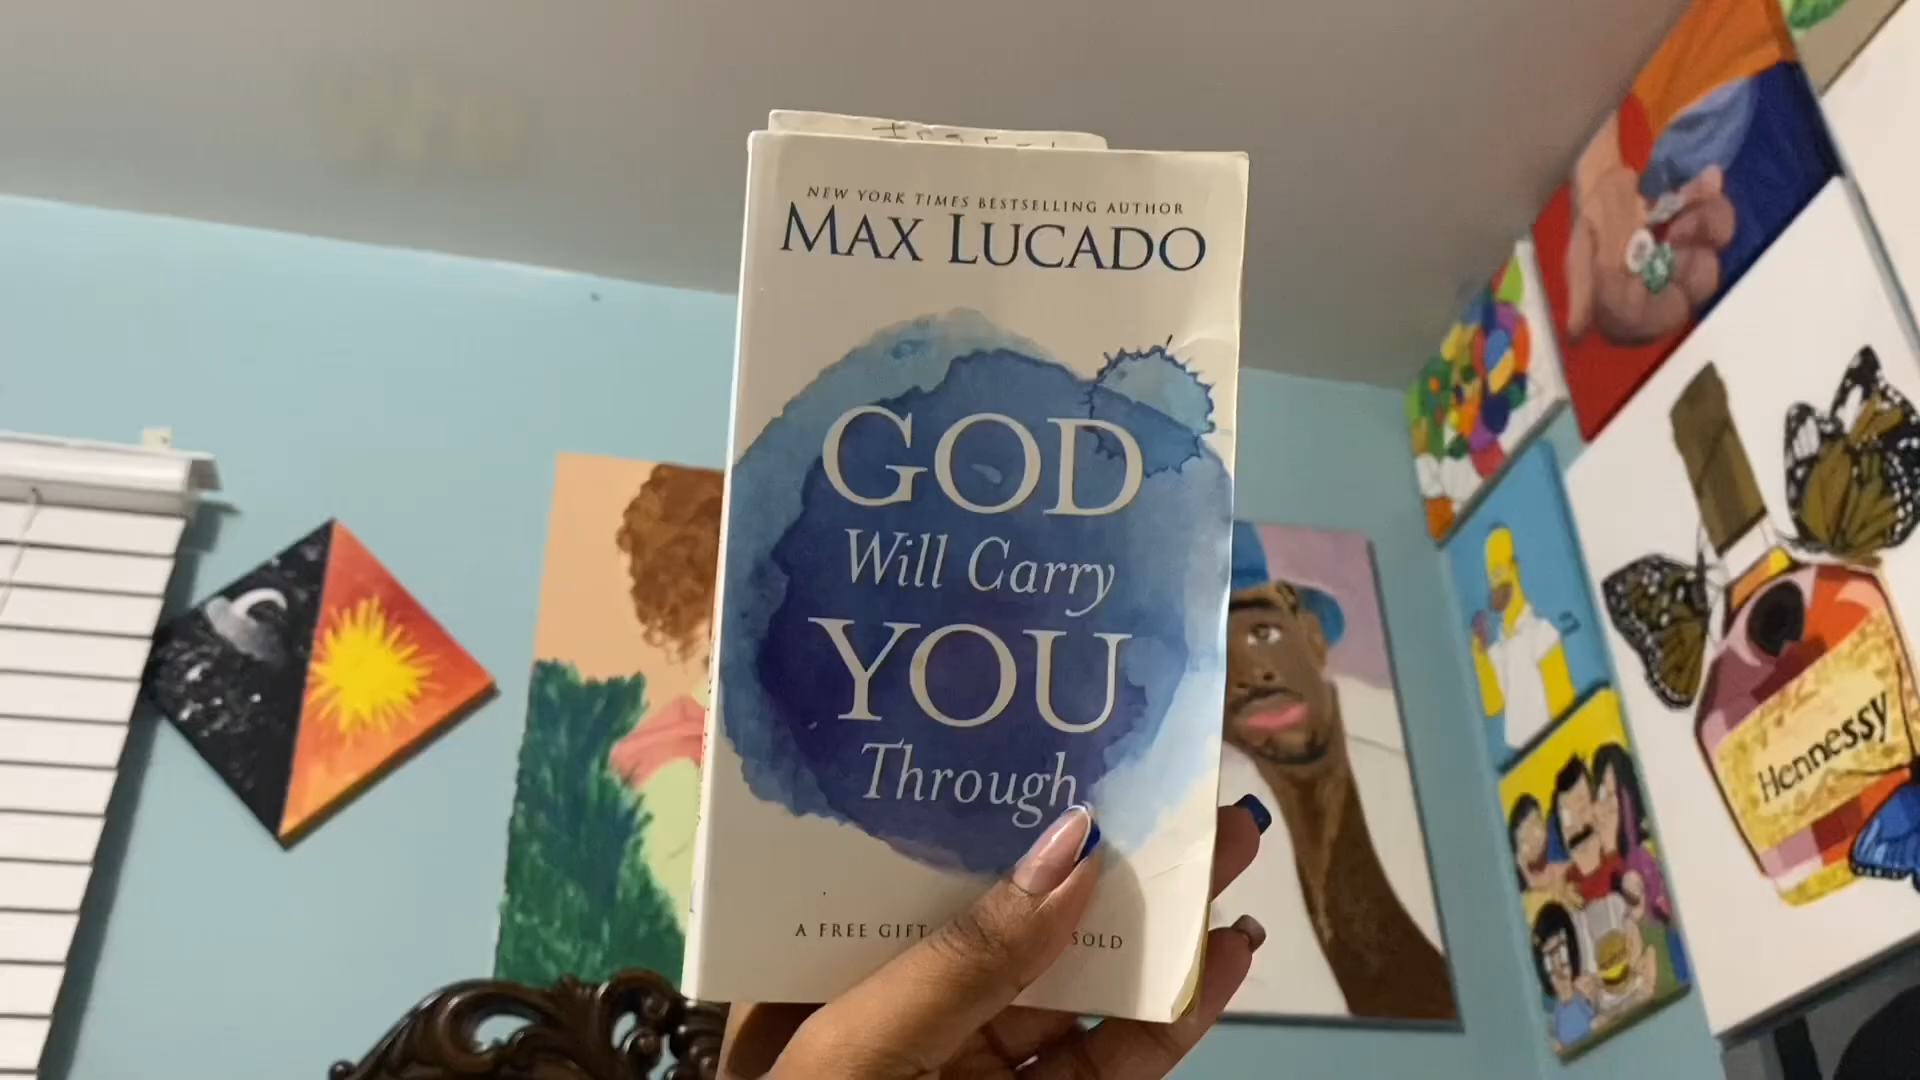 NEW YORK TIMES BESTSELLING AUTHOR
MAX LUCADO
GOD
Will Carry
YOU
Through
A FREE GIFT
SOLD
Hennessy